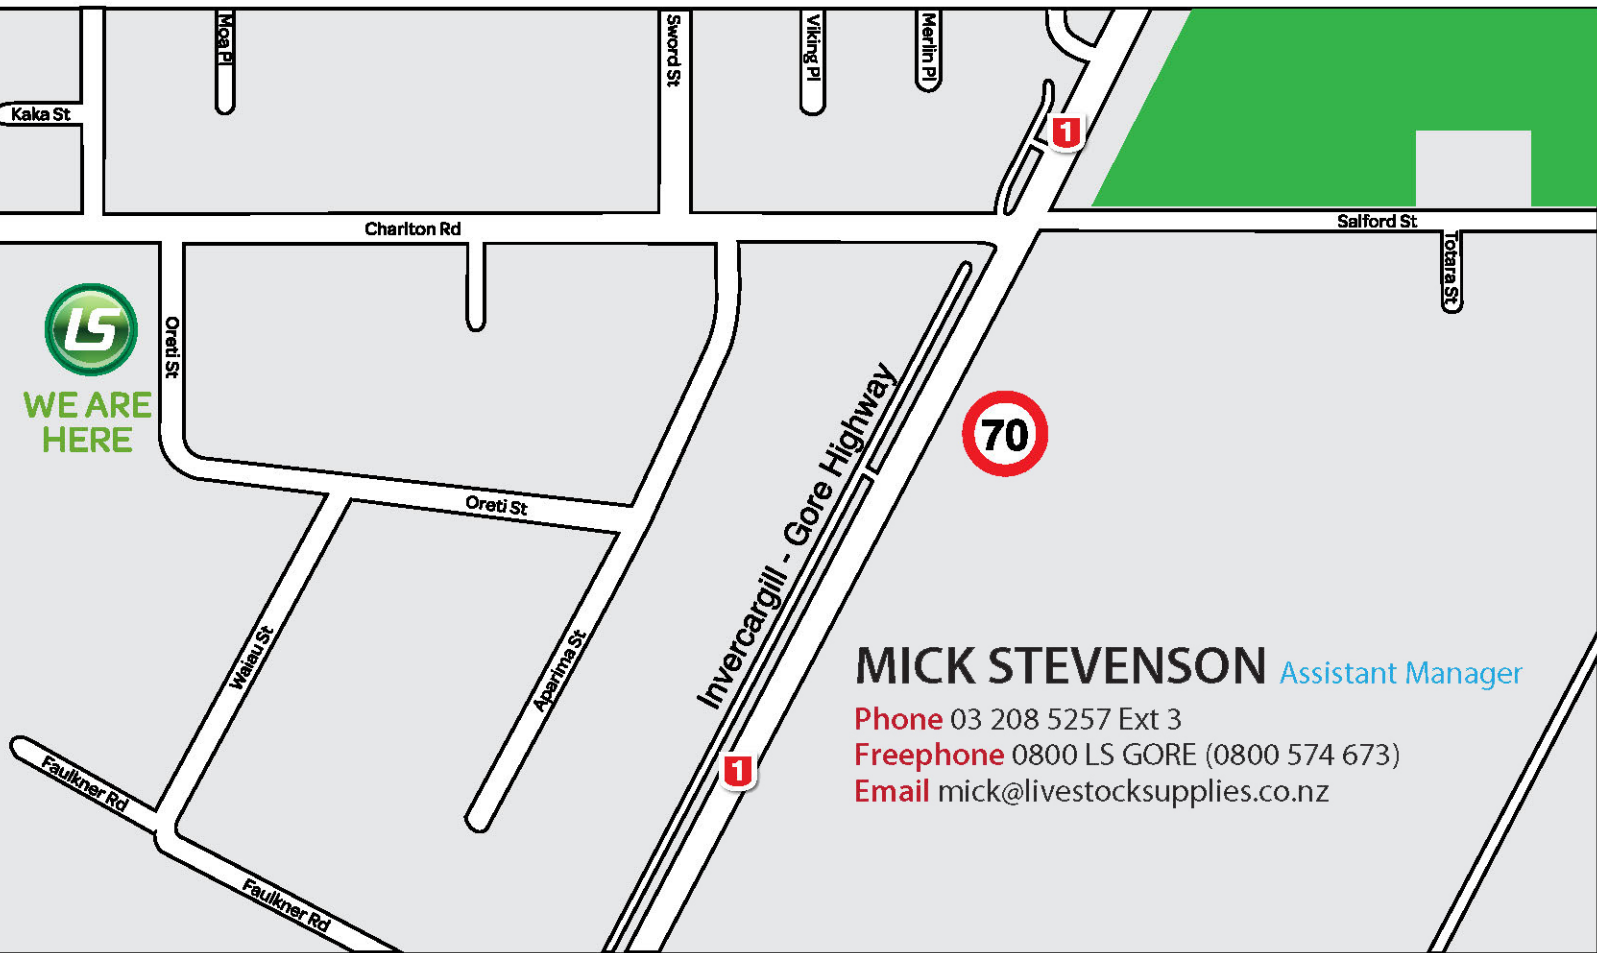 Moa Pl
Sword St
Viking Pl
Merlin Pl
Kaka St
1
Charlton Rd
Salford St
Totara St
LS
WE ARE
HERE
Oreti St
Invercargill - Gore Highway
70
Oreti St
Waiau St
Aparima St
MICK STEVENSON Assistant Manager
Phone 03 208 5257 Ext 3
Freephone 0800 LS GORE (0800 574 673)
Email mick@livestocksupplies.co.nz
1
Faulkner Rd
Faulkner Rd